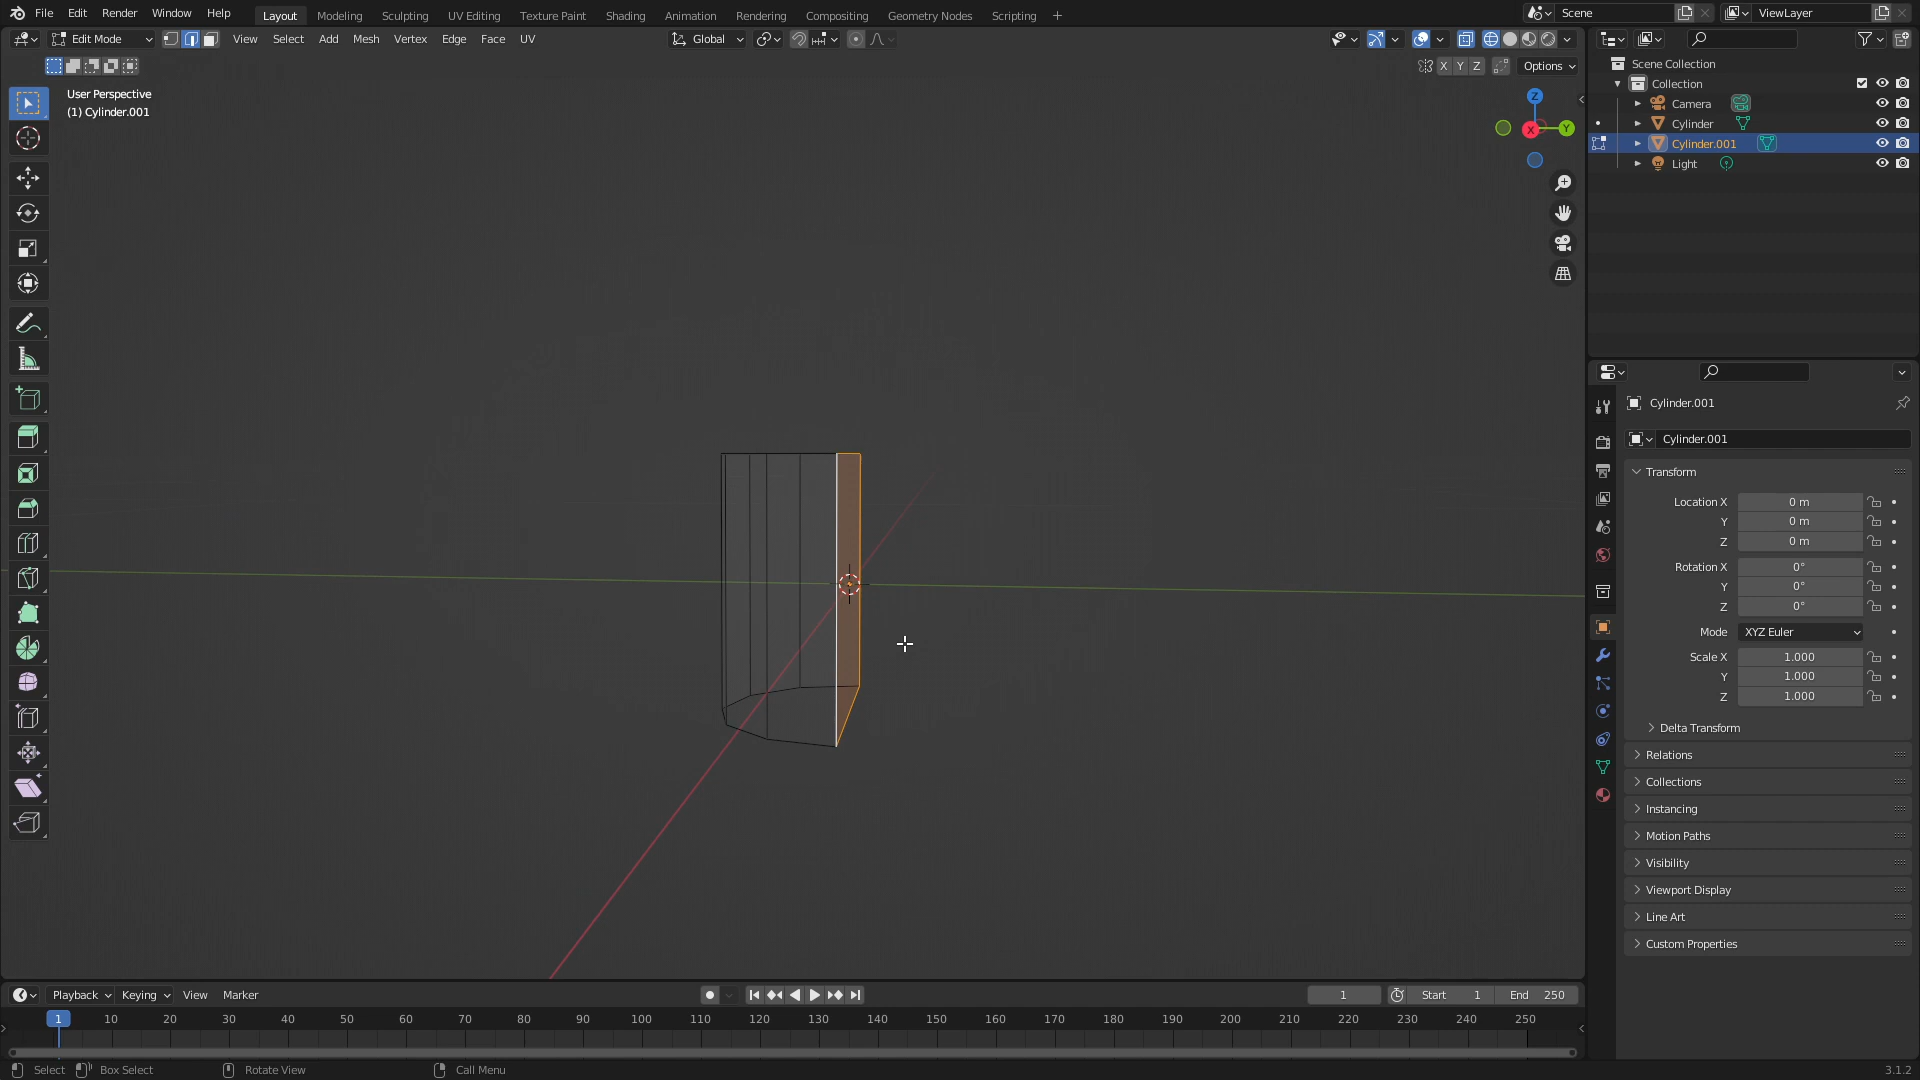 File Edit Render Window Help Layout Modeling Sculpting UV Editing Texture Paint Shading Animation Rendering Compositing Geometry Nodes Scripting + Scene ViewLayer
Edit Mode View Select Add Mesh Vertex Edge Face UV Global
X Y Z Options
User Perspective
(1) Cylinder.001
Z
Y
X
Scene Collection
Collection
Camera
Cylinder
Cylinder.001
Light
Cylinder.001
Cylinder.001
Transform
Location X 0 m
Y 0 m
Z 0 m
Rotation X 0°
Y 0°
Z 0°
Mode XYZ Euler
Scale X 1.000
Y 1.000
Z 1.000
Delta Transform
Relations
Collections
Instancing
Motion Paths
Visibility
Viewport Display
Line Art
Custom Properties
Playback Keying View Marker 1 Start 1 End 250
1 10 20 30 40 50 60 70 80 90 100 110 120 130 140 150 160 170 180 190 200 210 220 230 240 250
Select Box Select Rotate View Call Menu 3.1.2